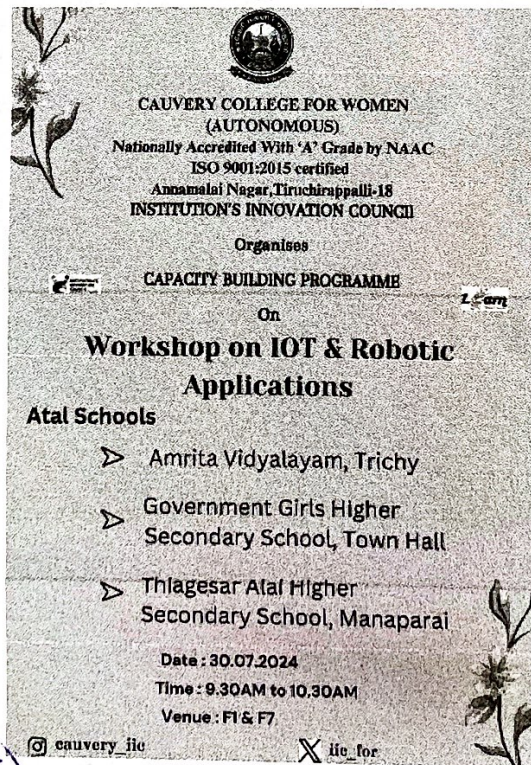 CAUVERY COLLEGE FOR WOMEN
(AUTONOMOUS)
Nationally Accredited With 'A' Grade by NAAC
ISO 9001:2015 certified
Annamalai Nagar,Tiruchirappalli-18
INSTITUTION'S INNOVATION COUNCIL
Organises
CAPACITY BUILDING PROGRAMME
On
Workshop on IOT & Robotic
Applications
Atal Schools
Amrita Vidyalayam, Trichy
Government Girls Higher
Secondary School, Town Hall
Thiagesar Alai Higher
Secondary School, Manaparai
Date : 30.07.2024
Time : 9.30AM to 10.30AM
Venue : F1 & F7
cauvery_iic
iic_for